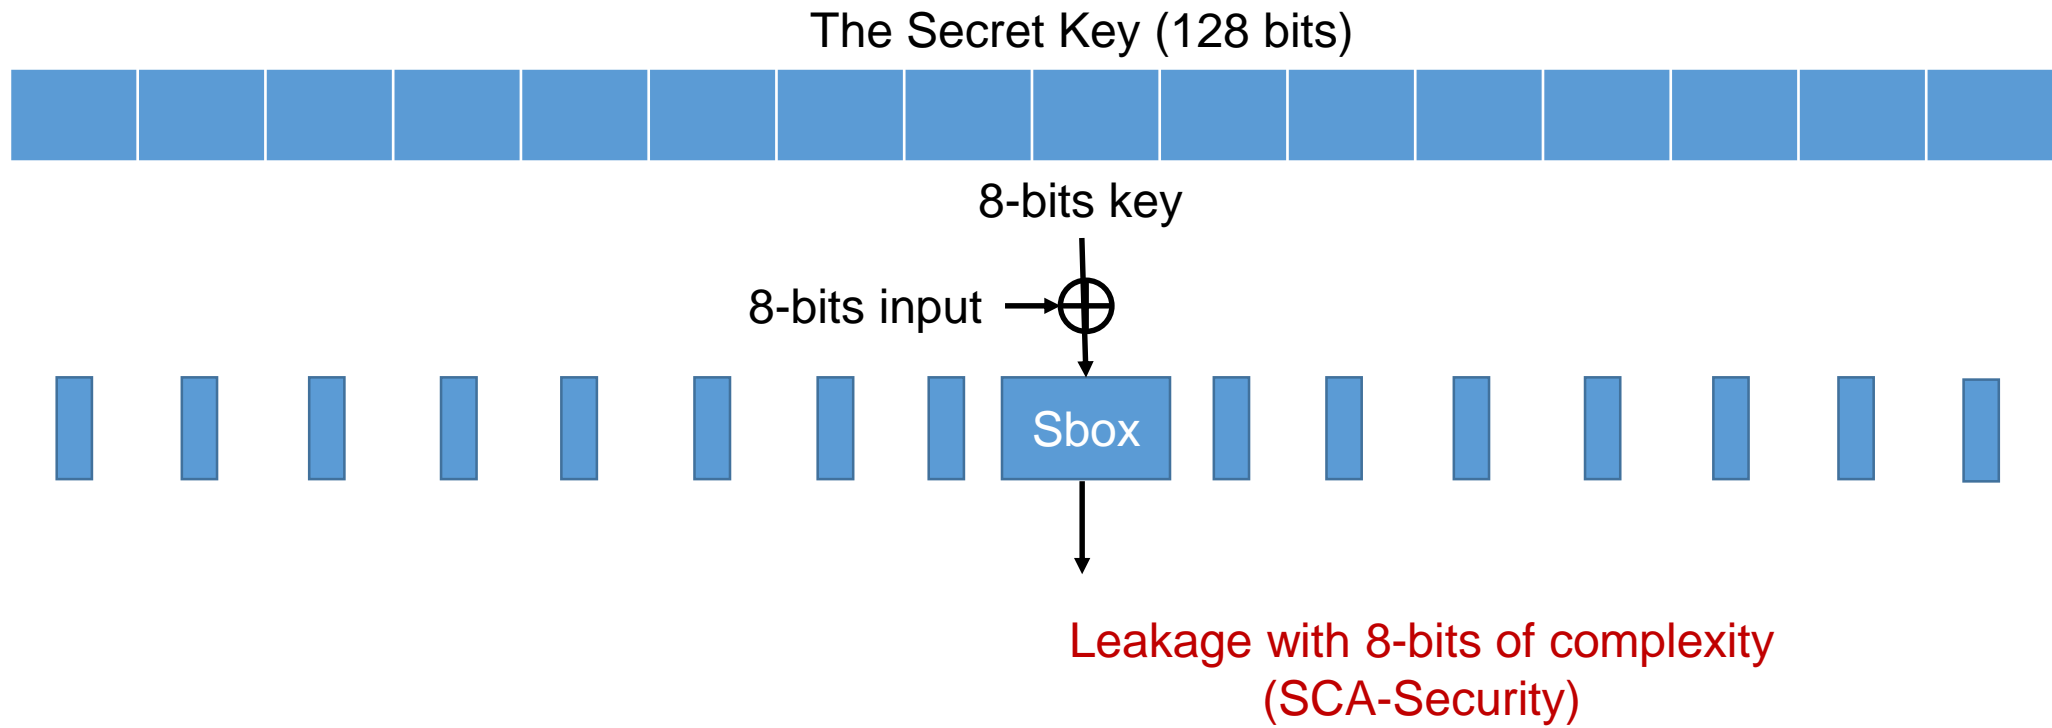 The Secret Key (128 bits)
8-bits key
8-bits input
Sbox
Leakage with 8-bits of complexity
(SCA-Security)